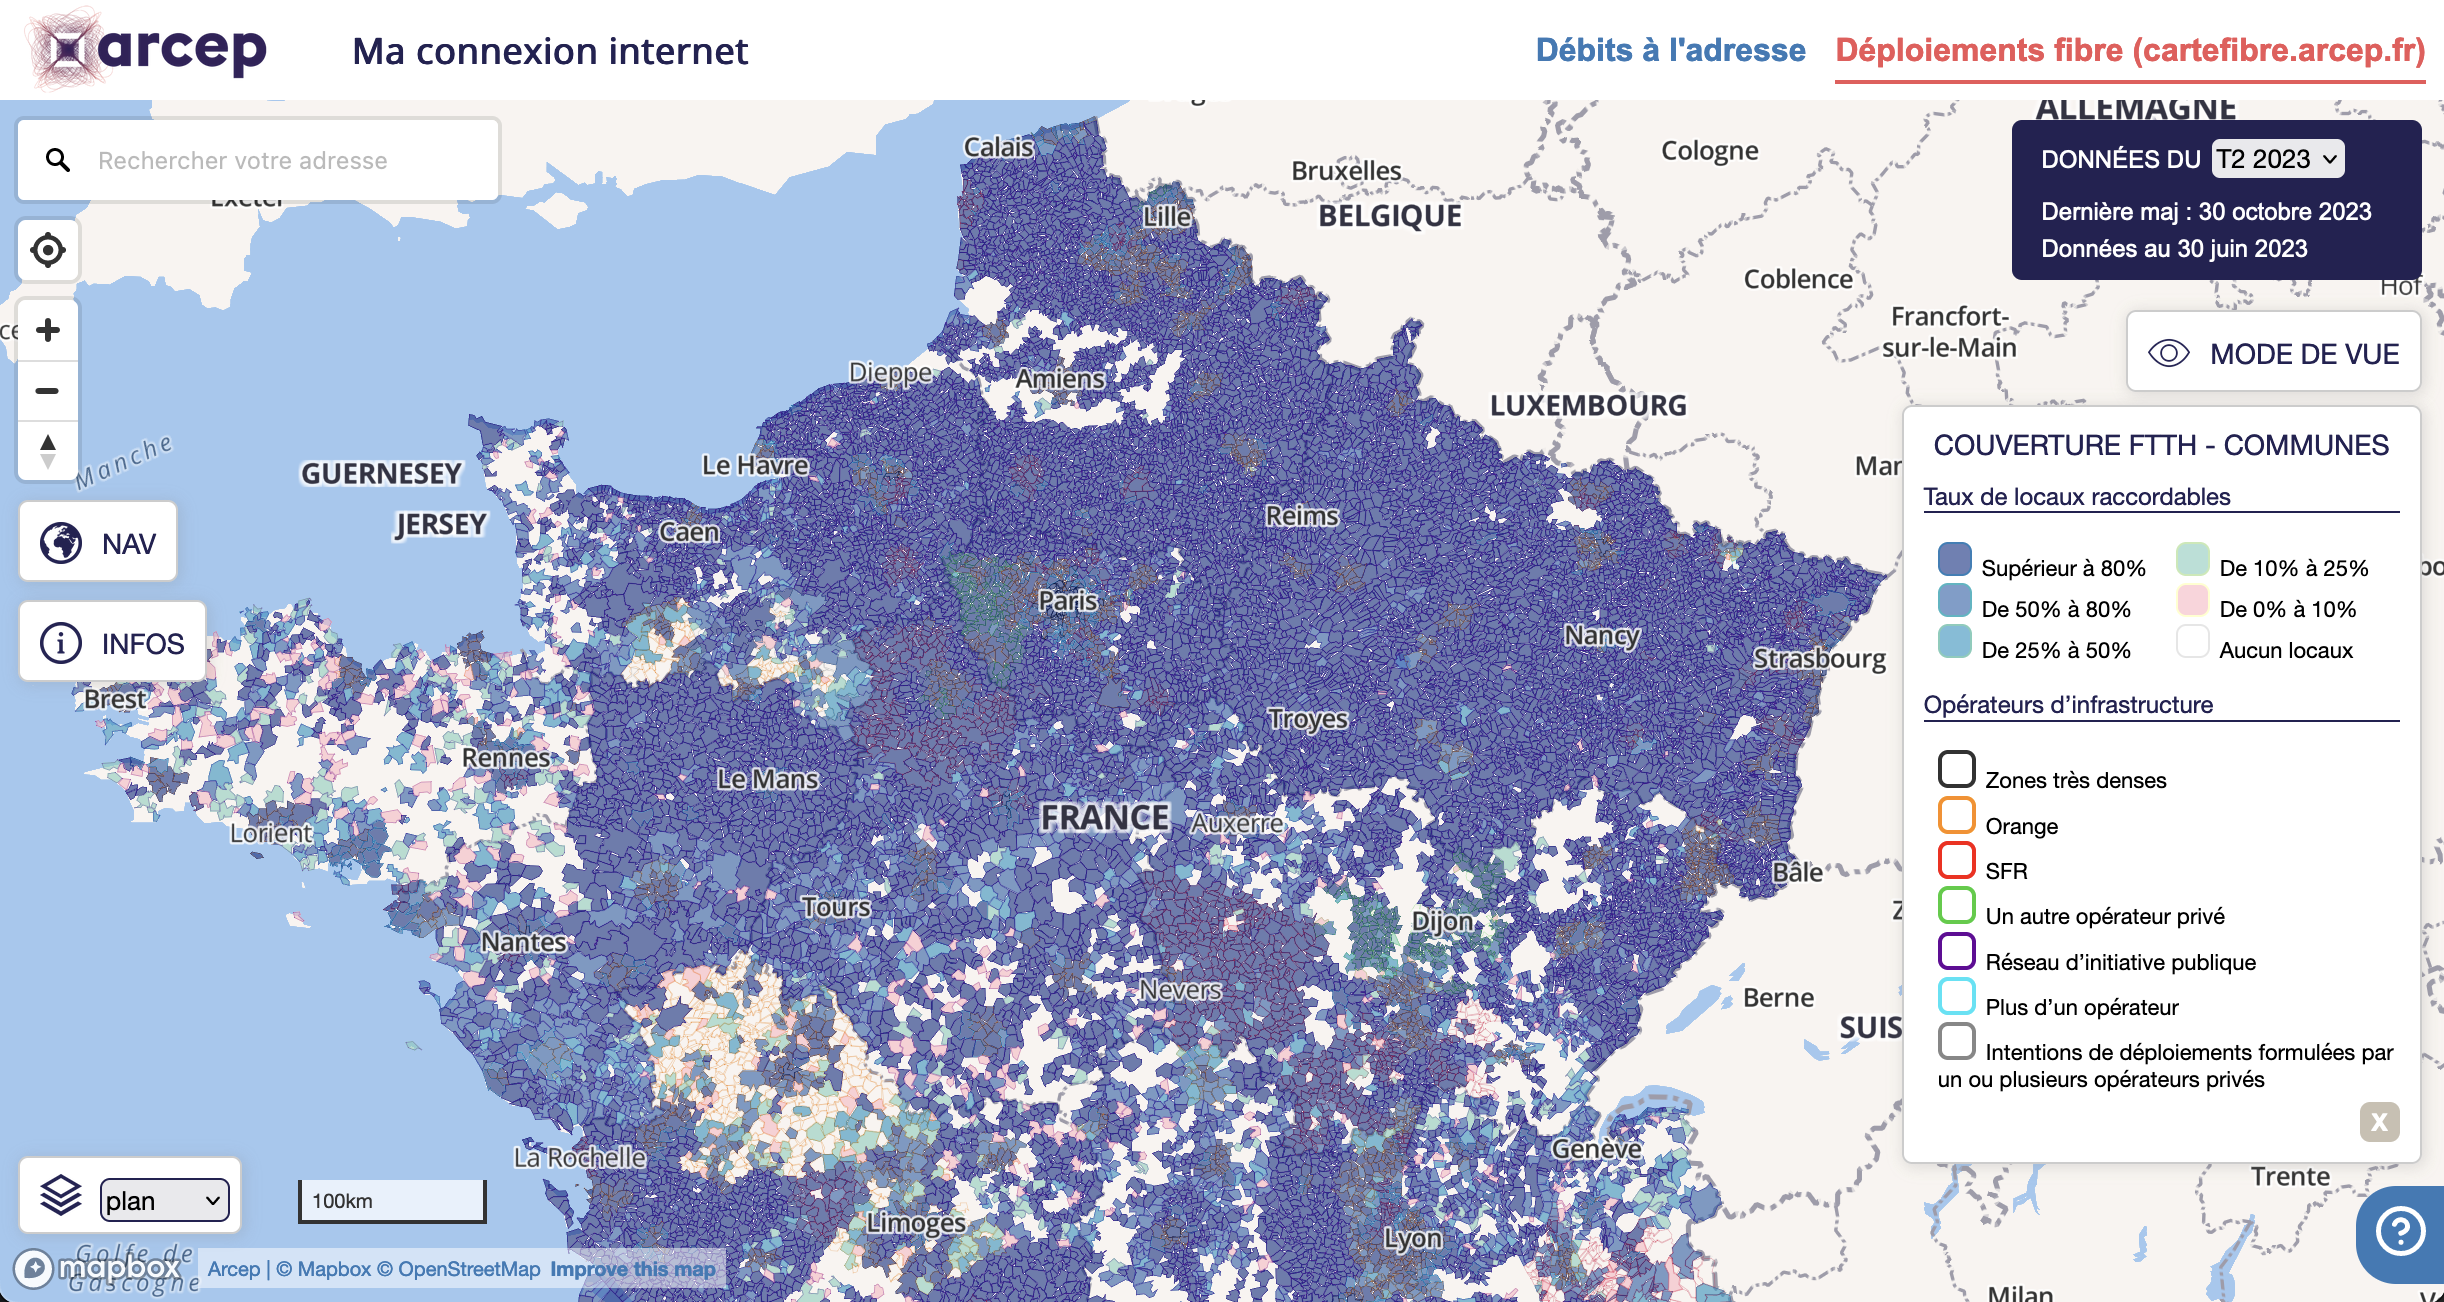 arcep
Ma connexion internet
Débits à l'adresse
Déploiements fibre (cartefibre.arcep.fr)
Rechercher votre adresse
Exeter
Calais
Lille
Bruxelles
BELGIQUE
Cologne
ALLEMAGNE
DONNÉES DU T2 2023
Dernière maj : 30 octobre 2023
Données au 30 juin 2023
Coblence
Hof
Francfort-
sur-le-Main
MODE DE VUE
Dieppe
Amiens
LUXEMBOURG
Manche
GUERNESEY
JERSEY
Le Havre
Caen
Reims
Mar
COUVERTURE FTTH - COMMUNES
Taux de locaux raccordables
Supérieur à 80%
De 10% à 25%
De 50% à 80%
De 0% à 10%
De 25% à 50%
Aucun locaux
Opérateurs d’infrastructure
Zones très denses
Orange
SFR
Un autre opérateur privé
Réseau d’initiative publique
Plus d’un opérateur
Intentions de déploiements formulées par
un ou plusieurs opérateurs privés
X
NAV
INFOS
Paris
Nancy
Strasbourg
Brest
Rennes
Troyes
Le Mans
FRANCE
Auxerre
Lorient
Bâle
Tours
Dijon
Nantes
Nevers
Berne
SUIS
La Rochelle
Genève
Limoges
Lyon
Trente
Milan
plan
100km
Golfe de
Gascogne
mapbox
Arcep | © Mapbox © OpenStreetMap Improve this map